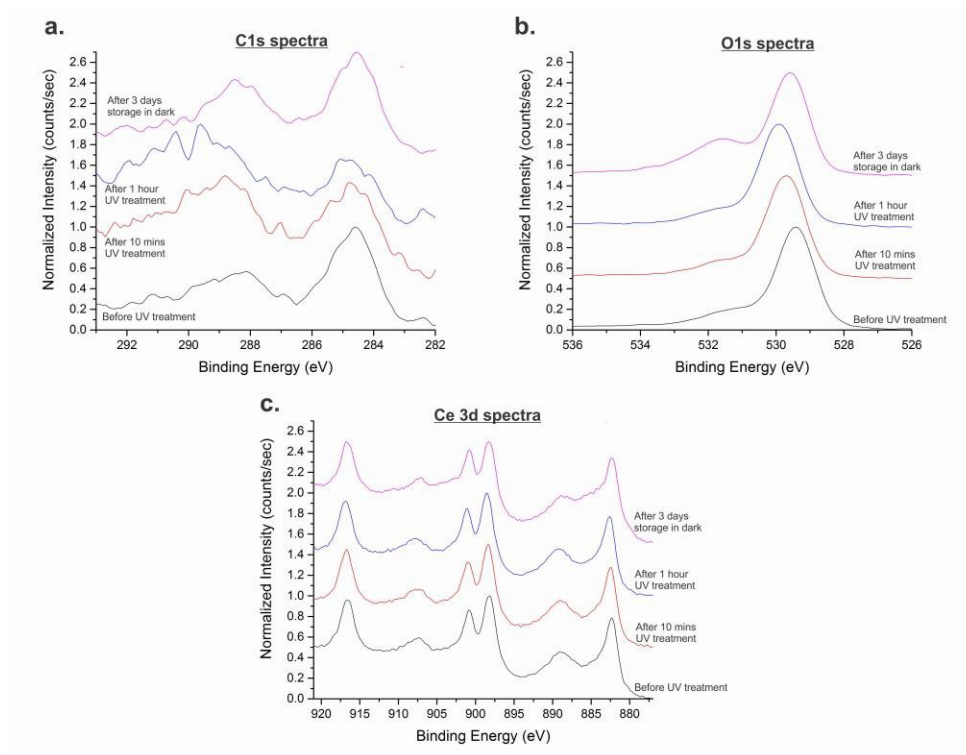 a.
C1s spectra
Normalized Intensity (counts/sec)
2.6
2.4
2.2
2.0
1.8
1.6
1.4
1.2
1.0
0.8
0.6
0.4
0.2
0.0
After 3 days
storage in dark
After 1 hour
UV treatment
After 10 mins
UV treatment
Before UV treatment
292 290 288 286 284 282
Binding Energy (eV)
b.
O1s spectra
Normalized Intensity (counts/sec)
2.6
2.4
2.2
2.0
1.8
1.6
1.4
1.2
1.0
0.8
0.6
0.4
0.2
0.0
After 3 days
storage in dark
After 1 hour
UV treatment
After 10 mins
UV treatment
Before UV treatment
536 534 532 530 528 526
Binding Energy (eV)
c.
Ce 3d spectra
Normalized Intensity (counts/sec)
2.6
2.4
2.2
2.0
1.8
1.6
1.4
1.2
1.0
0.8
0.6
0.4
0.2
0.0
After 3 days
storage in dark
After 1 hour
UV treatment
After 10 mins
UV treatment
Before UV treatment
920 915 910 905 900 895 890 885 880
Binding Energy (eV)